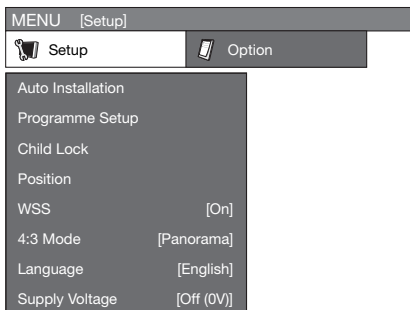 MENU [Setup]
Setup Option
Auto Installation
Programme Setup
Child Lock
Position
WSS [On]
4:3 Mode [Panorama]
Language [English]
Supply Voltage [Off (0V)]